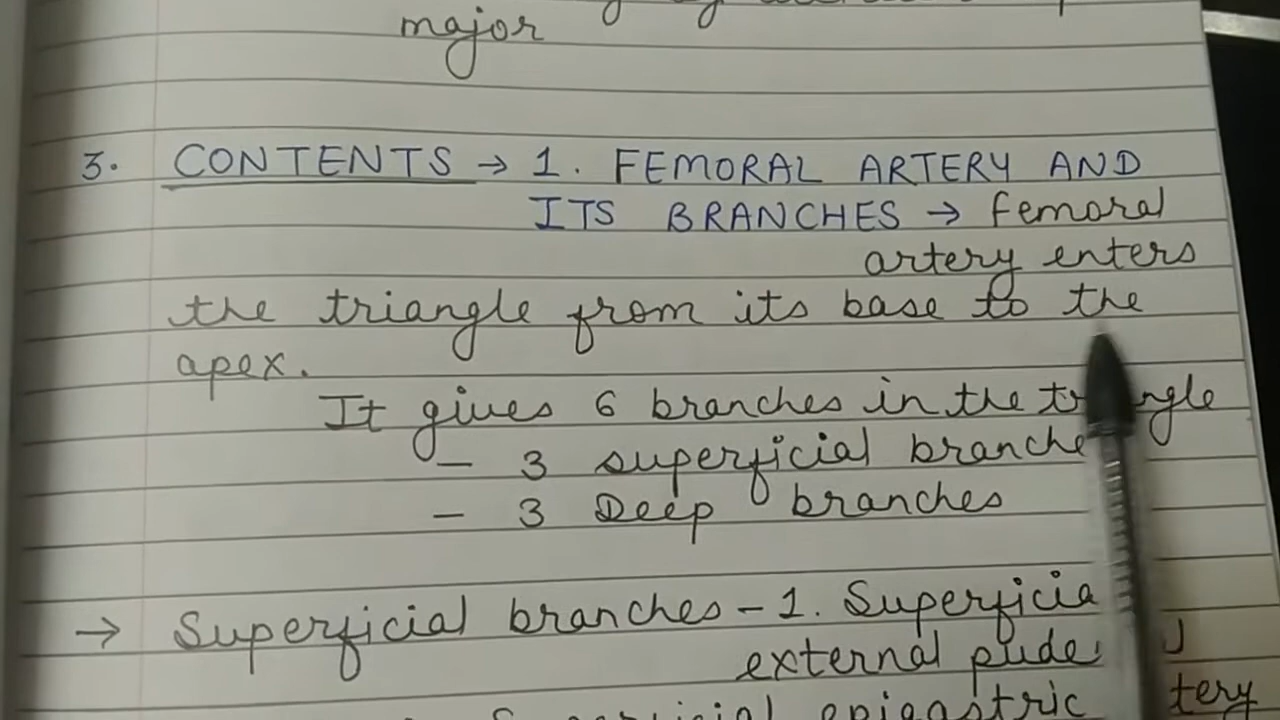 major
3. CONTENTS → 1. FEMORAL ARTERY AND
ITS BRANCHES → femoral
artery enters
the triangle from its base to the
apex.
It gives 6 branches in the
- 3 superficial
- 3 Deep branches
→ Superficial branches - 1.
external
epigastric